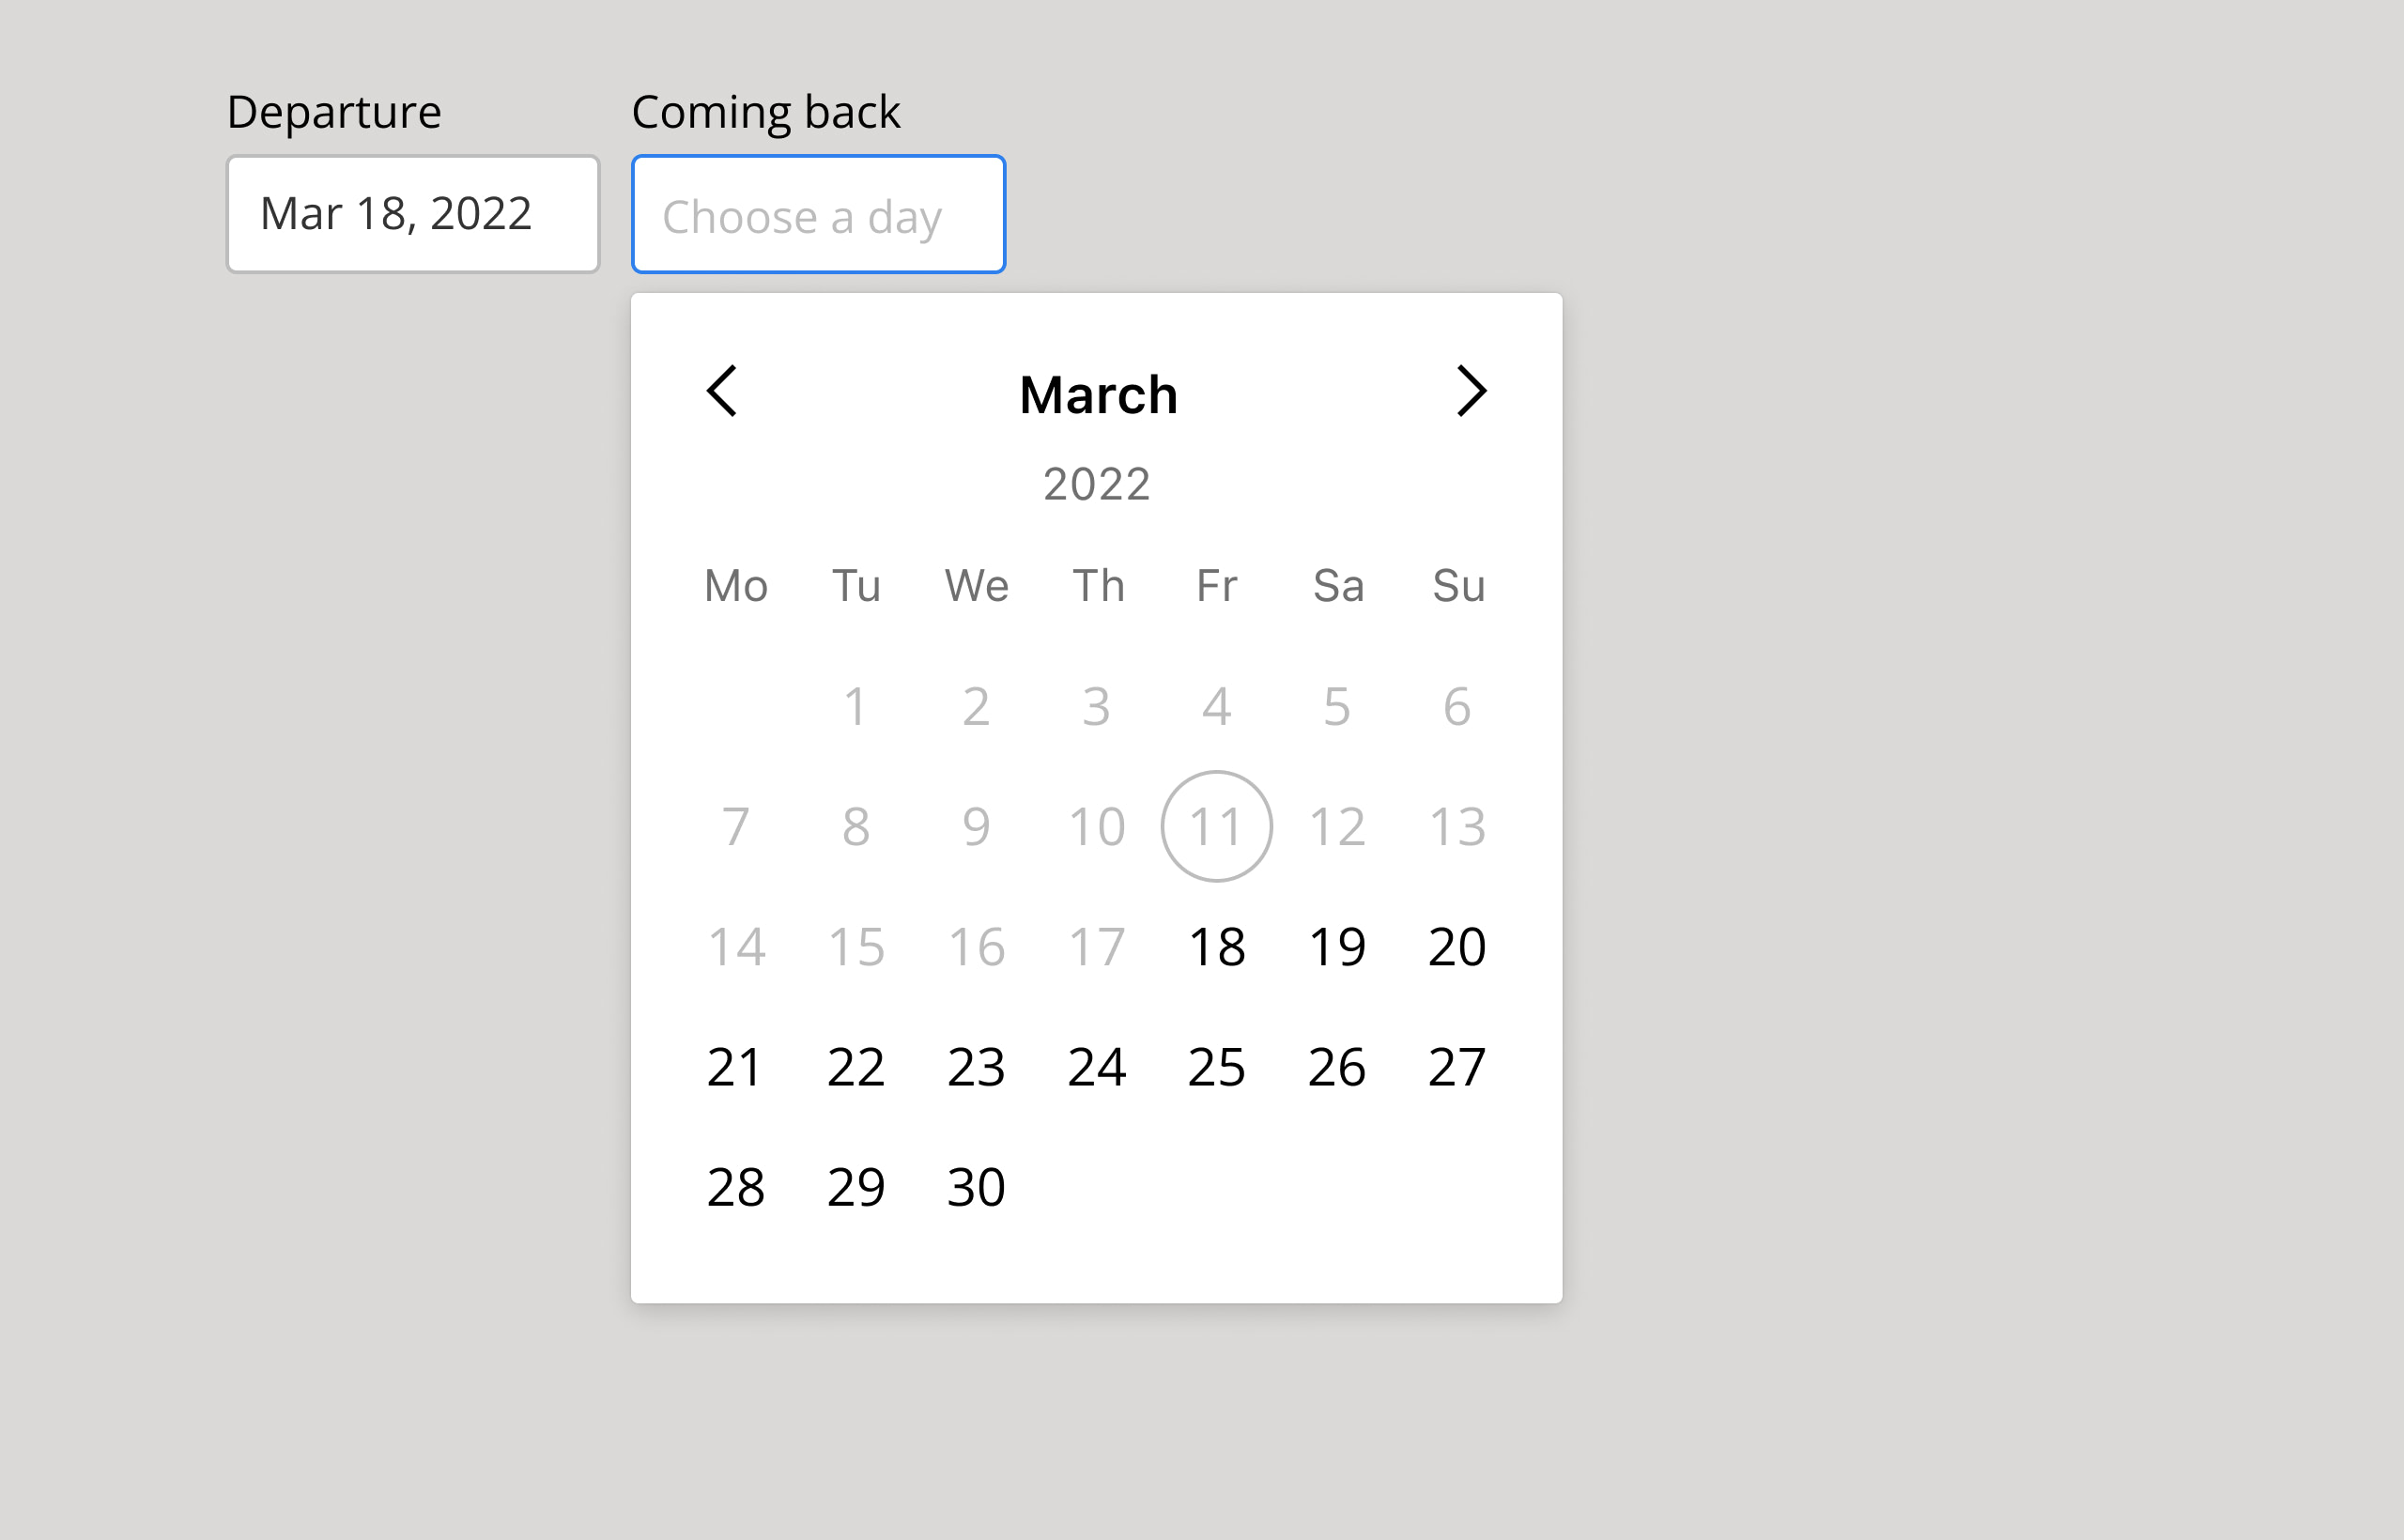 Departure Coming back
Mar 18, 2022 Choose a day
March
2022
Mo Tu We Th Fr Sa Su
1 2 3 4 5 6
7 8 9 10 11 12 13
14 15 16 17 18 19 20
21 22 23 24 25 26 27
28 29 30